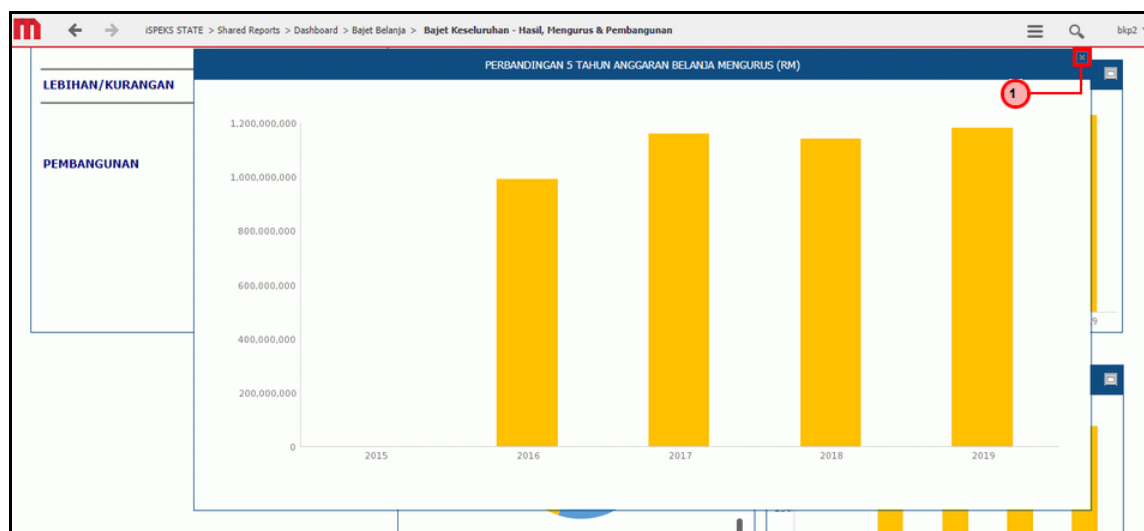 iSPEKS STATE > Shared Reports > Dashboard > Bajet Belanja > Bajet Keseluruhan - Hasil, Mengurus & Pembangunan
bkp2
PERBANDINGAN 5 TAHUN ANGGARAN BELANJA MENGURUS (RM)
LEBIHAN/KURANGAN
1
1,200,000,000
PEMBANGUNAN
1,000,000,000
800,000,000
600,000,000
9
400,000,000
200,000,000
0
2015 2016 2017 2018 2019